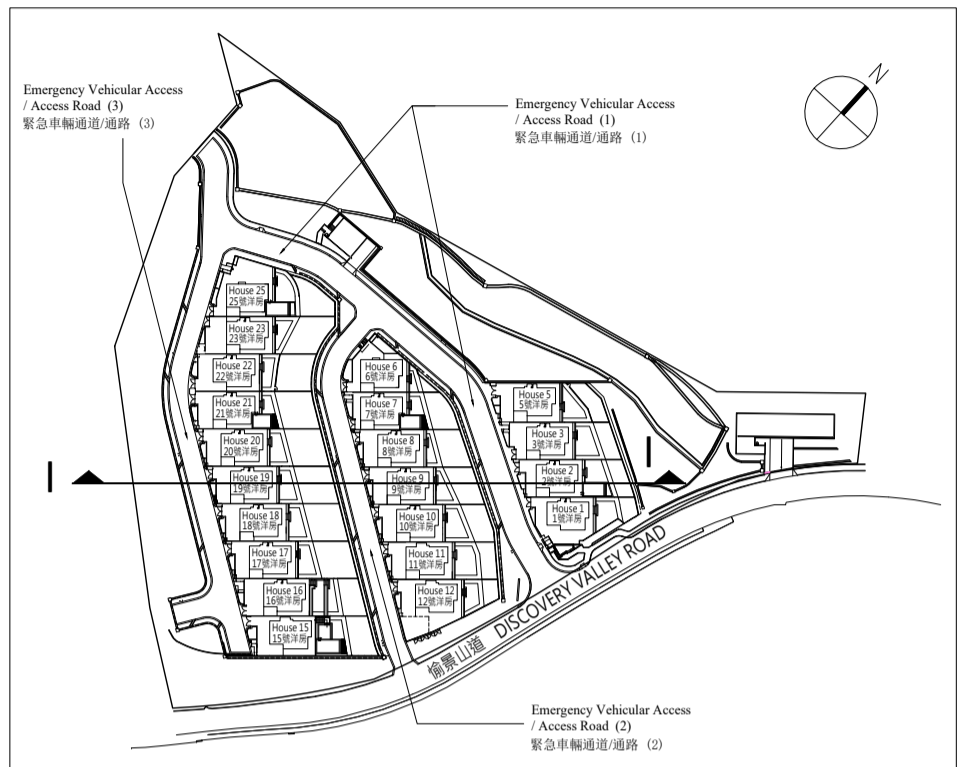 Emergency Vehicular Access
/ Access Road (3)
緊急車輛通道/通路 (3)
Emergency Vehicular Access
/ Access Road (1)
緊急車輛通道/通路 (1)
N
House 25
25號洋房
House 23
23號洋房
House 22
22號洋房
House 21
21號洋房
House 20
20號洋房
House 19
19號洋房
House 18
18號洋房
House 17
17號洋房
House 16
16號洋房
House 15
15號洋房
House 6
6號洋房
House 7
7號洋房
House 8
8號洋房
House 9
9號洋房
House 10
10號洋房
House 11
11號洋房
House 12
12號洋房
House 5
5號洋房
House 3
3號洋房
House 2
2號洋房
House 1
1號洋房
I
I
愉景山道 DISCOVERY VALLEY ROAD
Emergency Vehicular Access
/ Access Road (2)
緊急車輛通道/通路 (2)